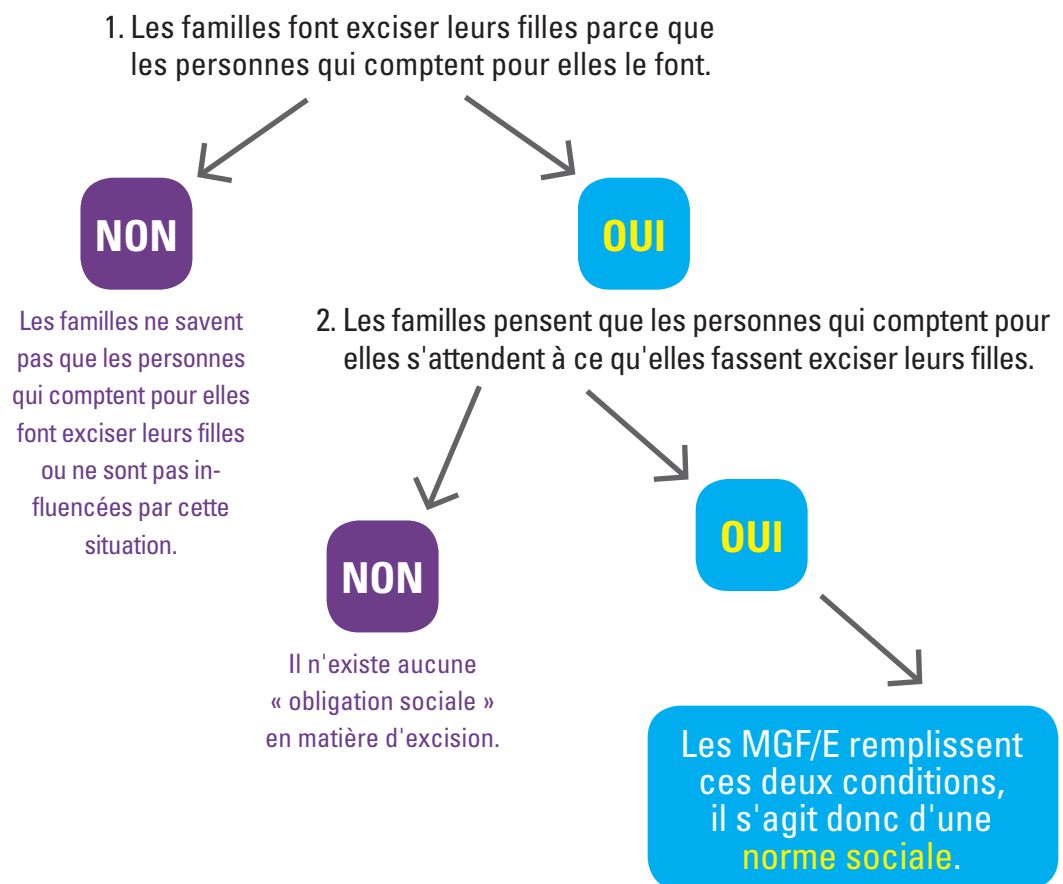 1. Les familles font exciser leurs filles parce que
les personnes qui comptent pour elles le font.
NON
OUI
Les familles ne savent
pas que les personnes
qui comptent pour elles
font exciser leurs filles
ou ne sont pas in-
fluencées par cette
situation.
2. Les familles pensent que les personnes qui comptent pour
elles s'attendent à ce qu'elles fassent exciser leurs filles.
NON
OUI
Il n'existe aucune
« obligation sociale »
en matière d'excision.
Les MGF/E remplissent
ces deux conditions,
il s'agit donc d'une
norme sociale.